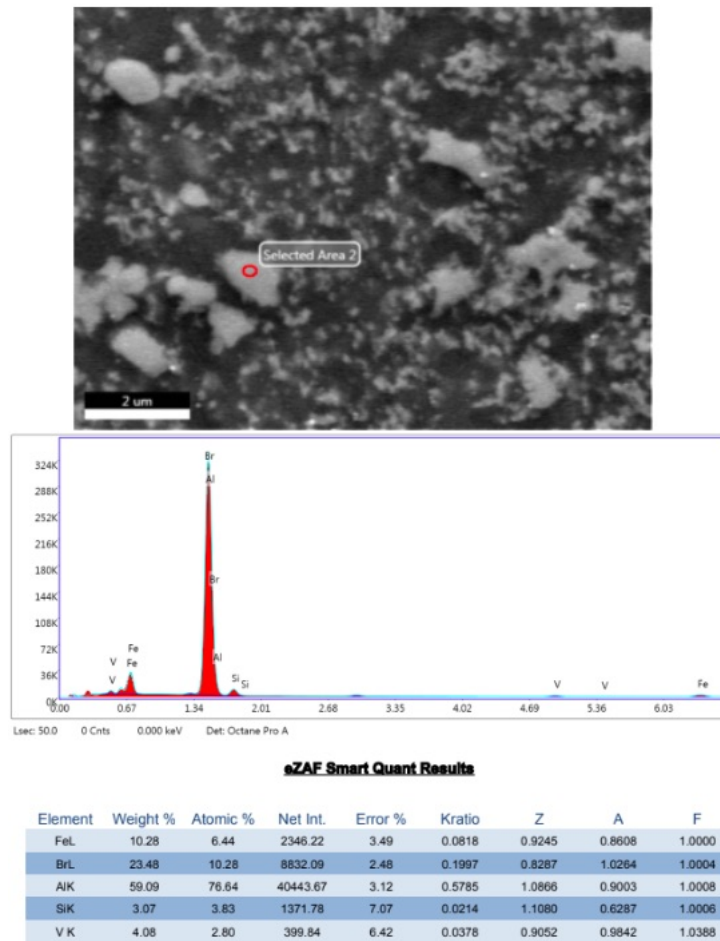 Selected Area 2
2 um
324K
288K
252K
216K
180K
144K
108K
72K
36K
0K
Br
Al
Br
Al
Fe
V
Fe
V
Si
Si
V
V
Fe
0.00 0.67 1.34 2.01 2.68 3.35 4.02 4.69 5.36 6.03
Lsec: 50.0 0 Cnts 0.000 keV Det: Octane Pro A
eZAF Smart Quant Results
Element Weight % Atomic % Net Int. Error % Kratio Z A F
FeL 10.28 6.44 2346.22 3.49 0.0818 0.9245 0.8608 1.0000
BrL 23.48 10.28 8832.09 2.48 0.1997 0.8287 1.0264 1.0004
AlK 59.09 76.64 40443.67 3.12 0.5785 1.0866 0.9003 1.0008
SiK 3.07 3.83 1371.78 7.07 0.0214 1.1080 0.6287 1.0006
V K 4.08 2.80 399.84 6.42 0.0378 0.9052 0.9842 1.0388